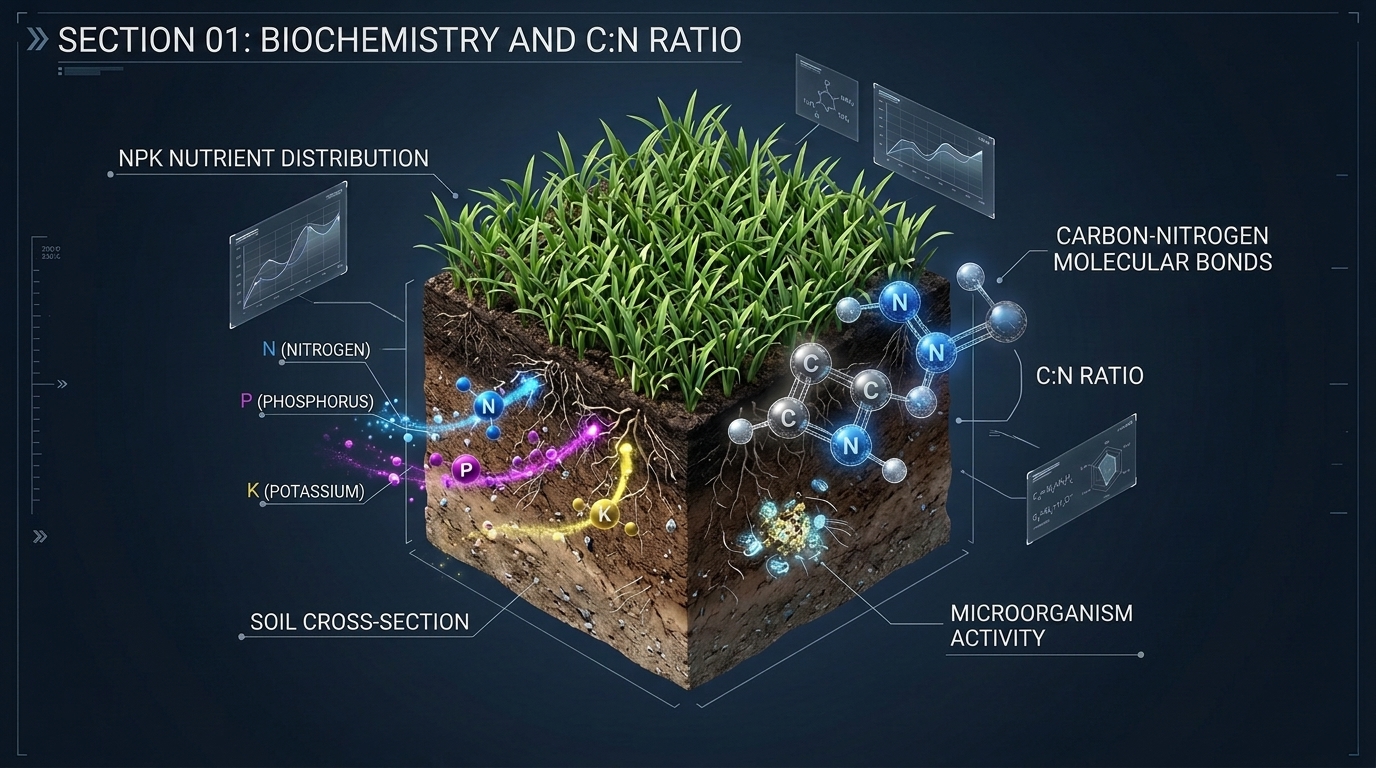 SECTION 01: BIOCHEMISTRY AND C:N RATIO
NPK NUTRIENT DISTRIBUTION
CARBON-NITROGEN
MOLECULAR BONDS
N (NITROGEN)
P (PHOSPHORUS)
K (POTASSIUM)
C:N RATIO
N
P
K
N
N
C
C
C
N
SOIL CROSS-SECTION
MICROORGANISM
ACTIVITY